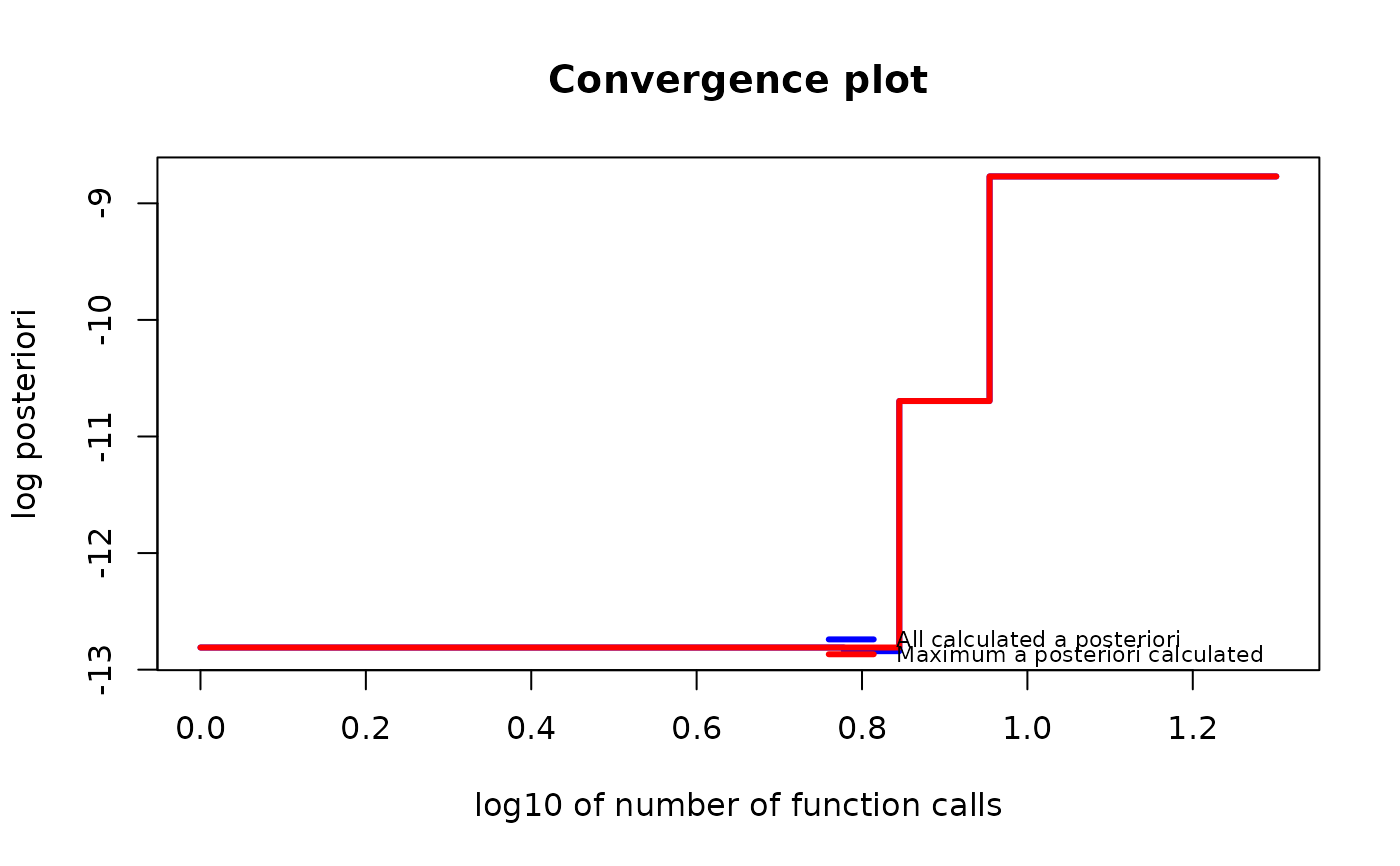 Convergence plot
log posteriori
-9
-10
-11
-12
-13
All calculated a posteriori
Maximum a posteriori calculated
0.0 0.2 0.4 0.6 0.8 1.0 1.2
log10 of number of function calls